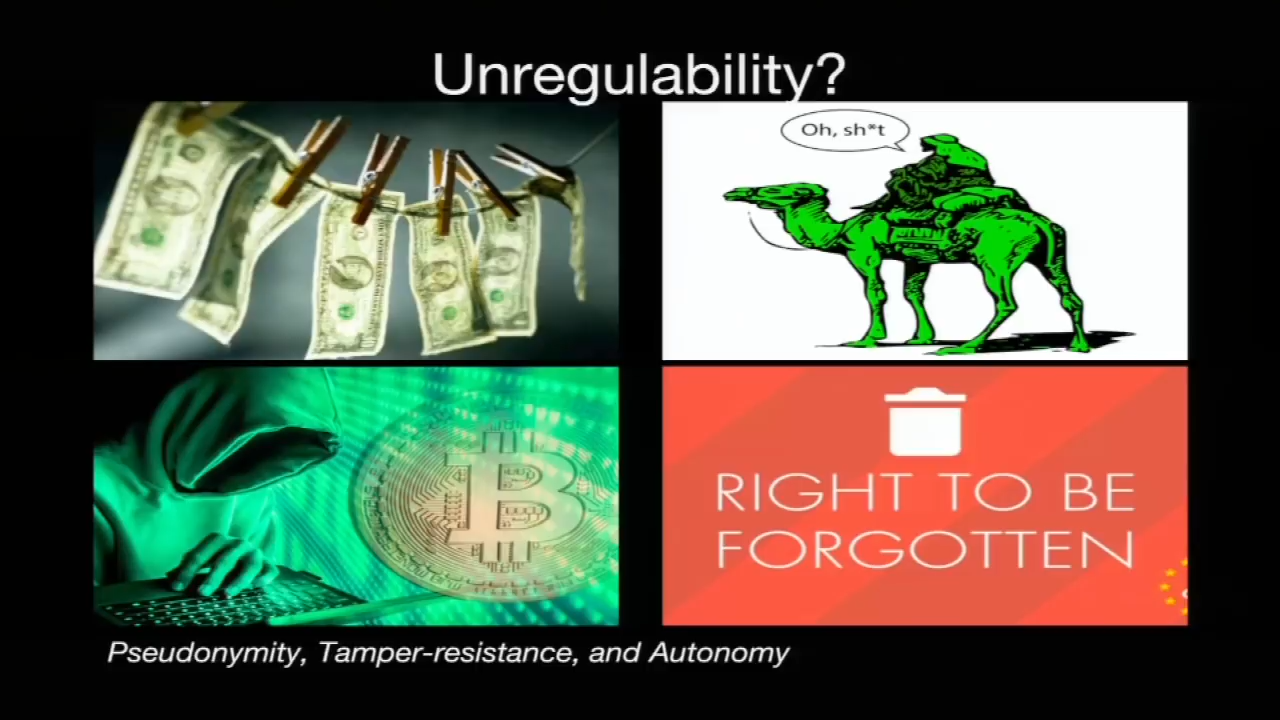 Unregulability?
Oh, sh*t
RIGHT TO BE
FORGOTTEN
Pseudonymity, Tamper-resistance, and Autonomy